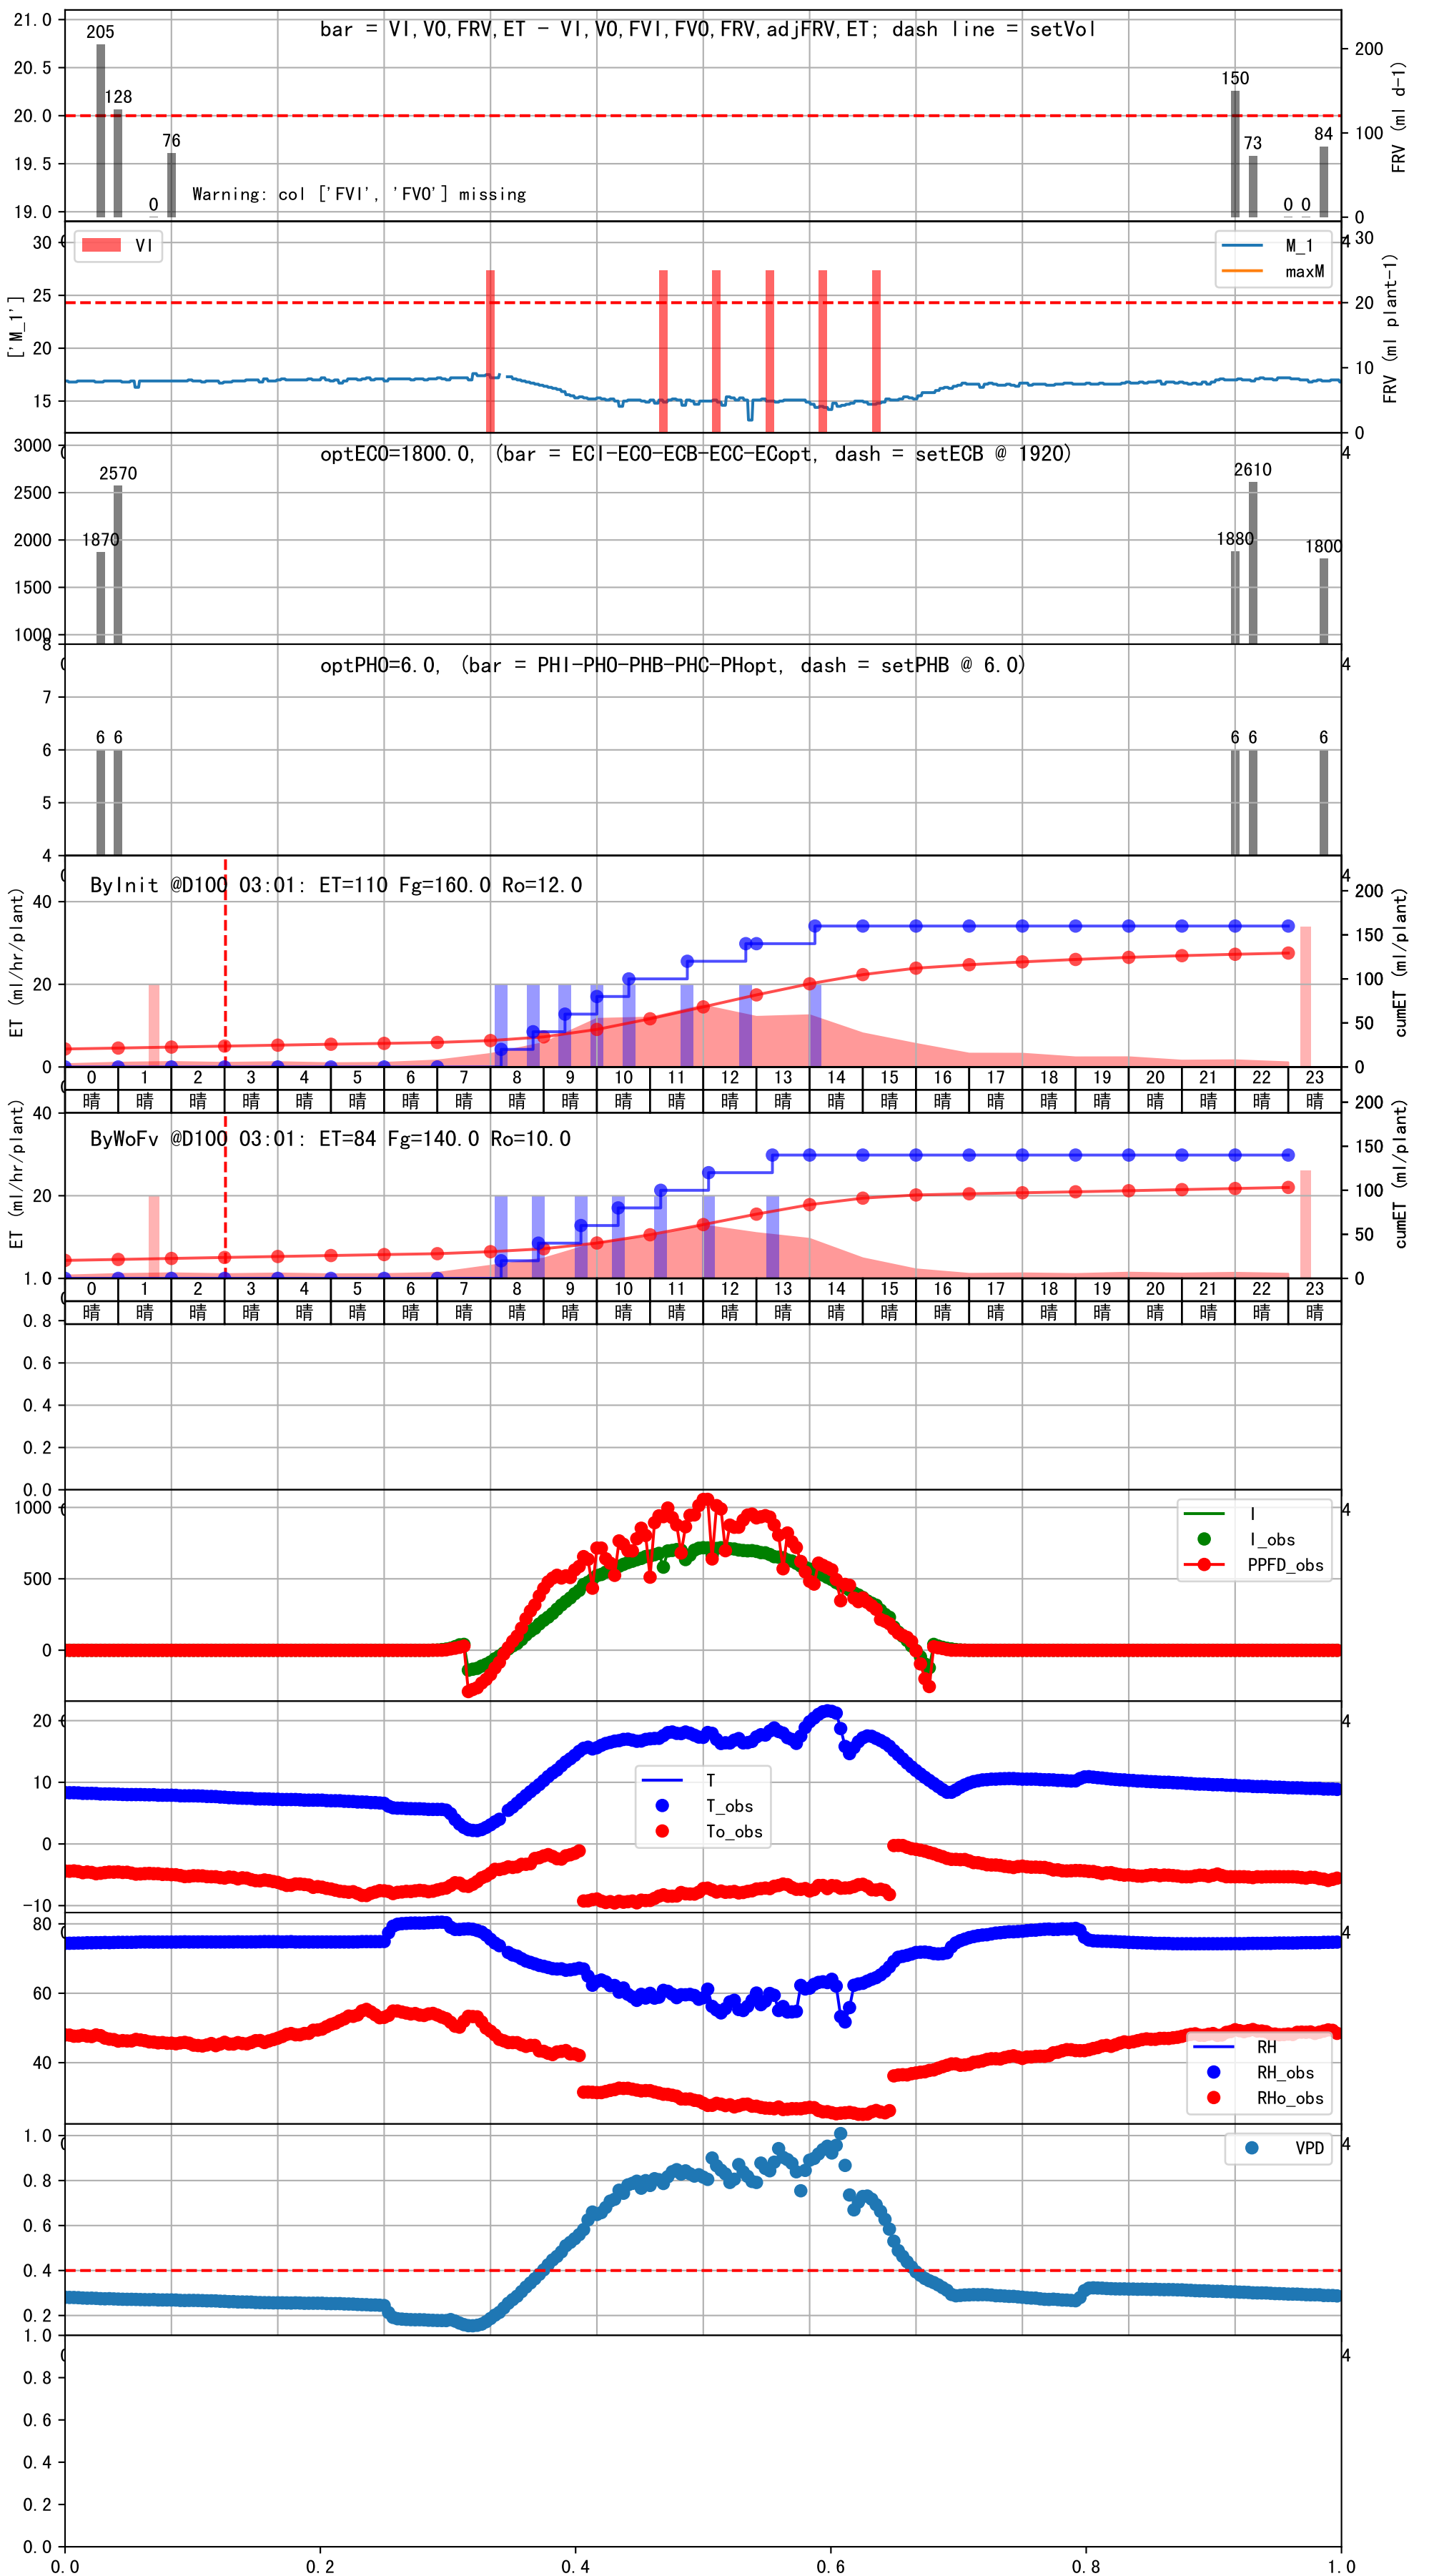 bar = VI,VO,FRV,ET - VI,VO,FVI,FVO,FRV,adjFRV,ET; dash line = setVol
21.0
20.5
20.0
19.5
19.0
205
128
0
76
150
73
0 0
84
200
100
0
FRV (ml d-1)
Warning: col ['FVI', 'FVO'] missing
['M_1']
30
25
20
15
VI
M_1
maxM
30
20
10
0
FRV (ml plant-1)
optECO=1800.0, (bar = ECI-ECO-ECB-ECC-ECopt, dash = setECB @ 1920)
3000
2500
2000
1500
1000
1870
2570
1880
2610
1800
4
optPHO=6.0, (bar = PHI-PHO-PHB-PHC-PHopt, dash = setPHB @ 6.0)
8
7
6
5
4
6 6
6 6
6
4
ByInit @D100 03:01: ET=110 Fg=160.0 Ro=12.0
ET (ml/hr/plant)
40
20
0
200
150
100
50
0
cumET (ml/plant)
0 1 2 3 4 5 6 7 8 9 10 11 12 13 14 15 16 17 18 19 20 21 22 23
晴 晴 晴 晴 晴 晴 晴 晴 晴 晴 晴 晴 晴 晴 晴 晴 晴 晴 晴 晴 晴 晴 晴 晴
ByWoFv @D100 03:01: ET=84 Fg=140.0 Ro=10.0
ET (ml/hr/plant)
40
20
200
150
100
50
0
cumET (ml/plant)
0 1 2 3 4 5 6 7 8 9 10 11 12 13 14 15 16 17 18 19 20 21 22 23
晴 晴 晴 晴 晴 晴 晴 晴 晴 晴 晴 晴 晴 晴 晴 晴 晴 晴 晴 晴 晴 晴 晴 晴
1.0
0.8
0.6
0.4
0.2
0.0
1000
500
0
I
I_obs
PPFD_obs
4
20
10
0
-10
T
T_obs
To_obs
4
80
60
40
RH
RH_obs
RHo_obs
4
1.0
0.8
0.6
0.4
0.2
VPD
4
1.0
0.8
0.6
0.4
0.2
0.0
4
0.0 0.2 0.4 0.6 0.8 1.0